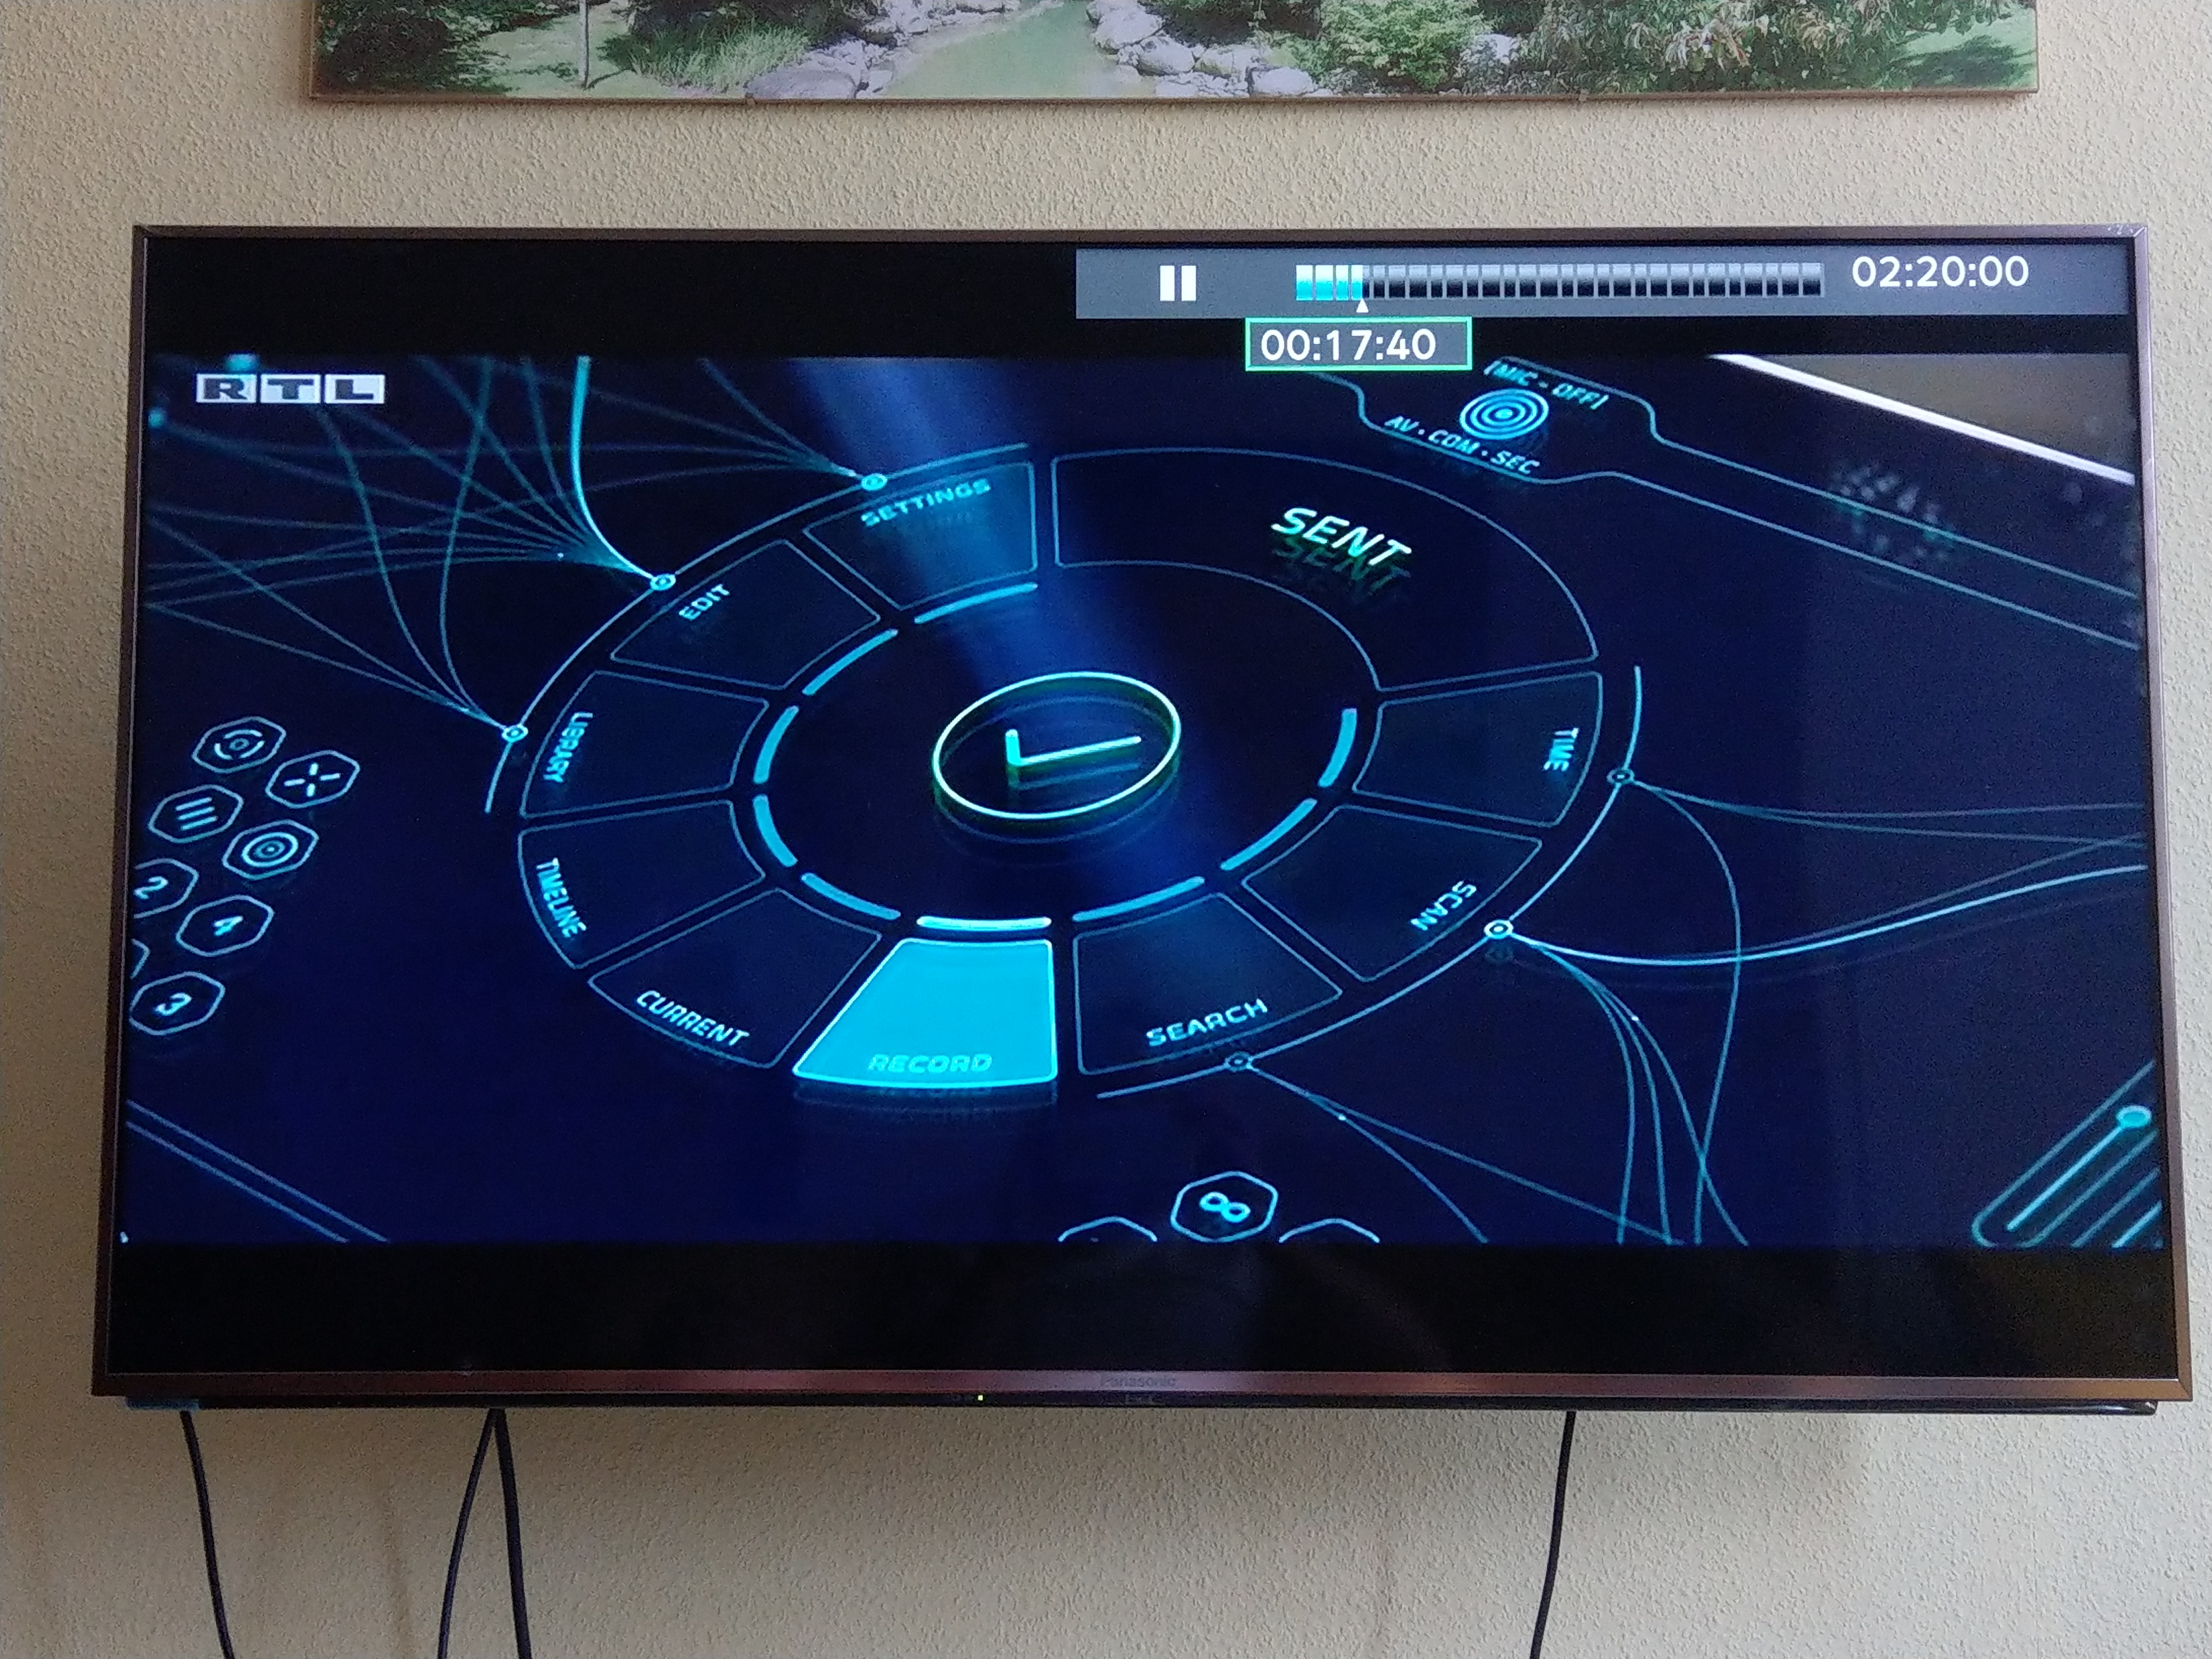 02:20:00
00:17:40
RTL
[MIC - OFF]
AV · COM · SEC
SETTINGS
SENT
EDIT
LIBRARY
TIME
TIMELINE
SCAN
2
4
3
CURRENT
RECORD
SEARCH
Panasonic